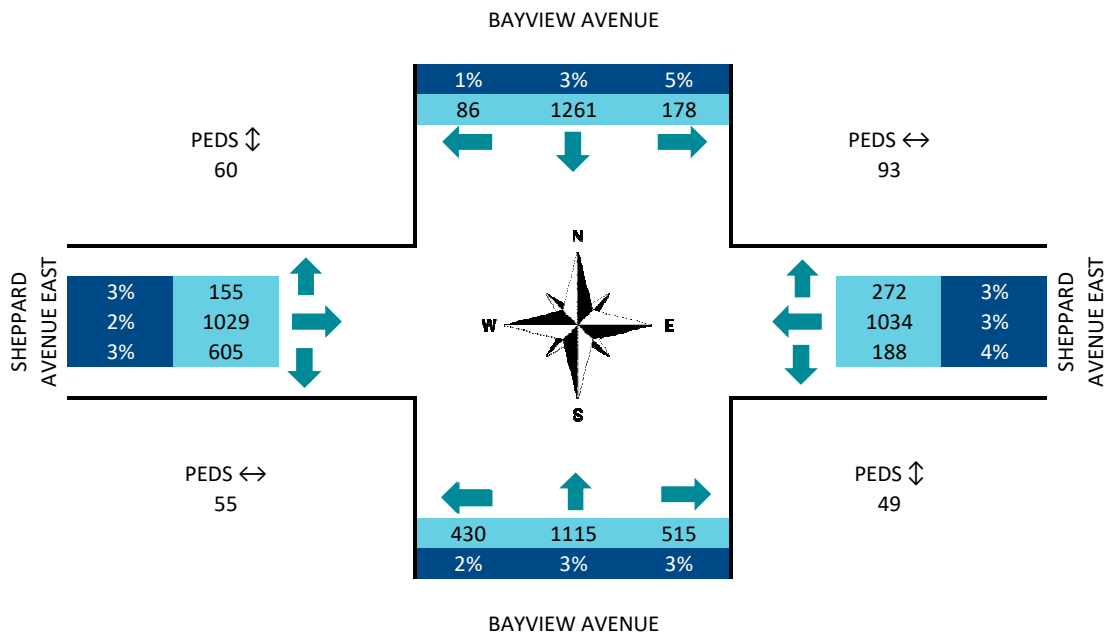 BAYVIEW AVENUE
1% 3% 5%
86 1261 178
PEDS ↕
60
PEDS ↔
93
SHEPPARD
AVENUE EAST
3% 155
2% 1029
3% 605
N
W E
S
272 3%
1034 3%
188 4%
SHEPPARD
AVENUE EAST
PEDS ↔
55
PEDS ↕
49
430 1115 515
2% 3% 3%
BAYVIEW AVENUE